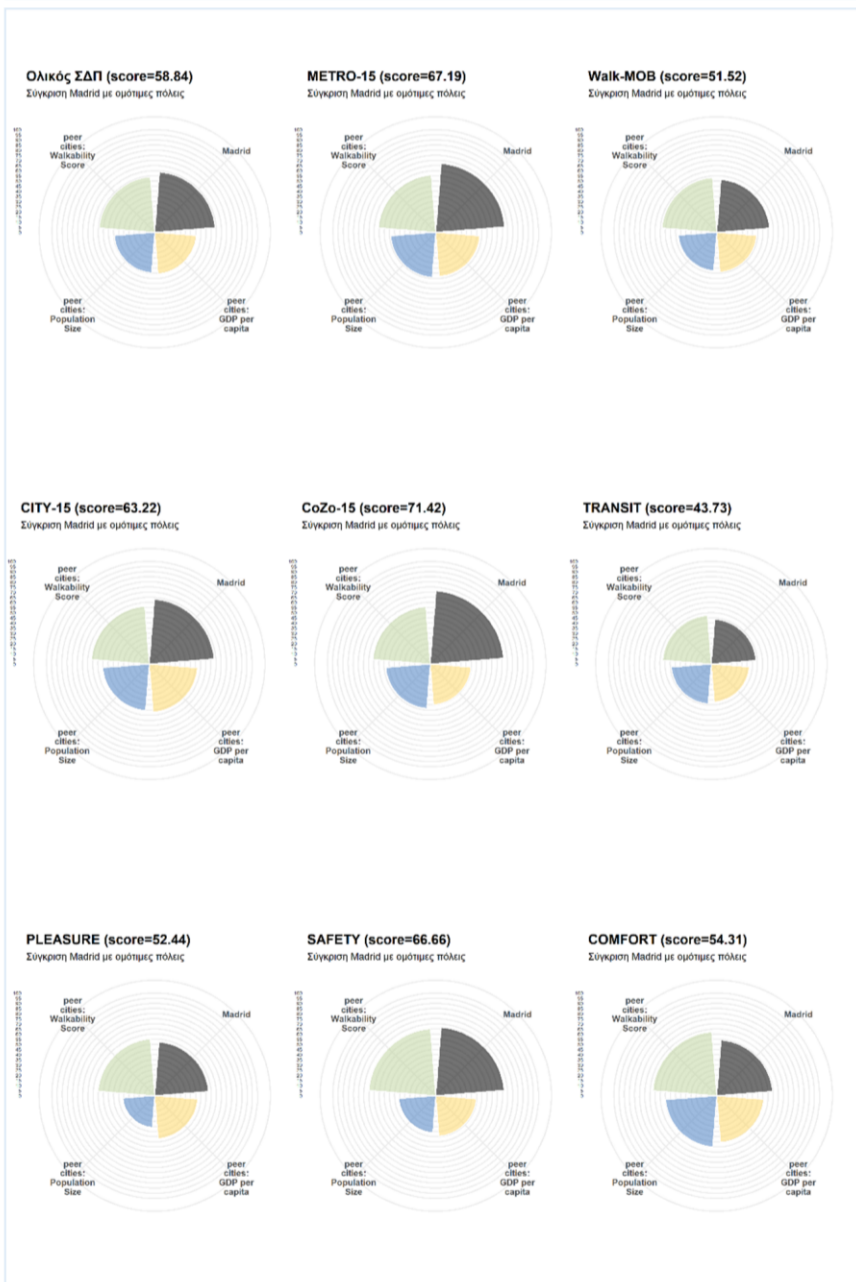 Ολικός ΣΔΠ (score=58.84)
Σύγκριση Madrid με ομότιμες πόλεις
peer
cities:
Walkability
Score
Madrid
peer
cities:
Population
Size
peer
cities:
GDP per
capita
METRO-15 (score=67.19)
Σύγκριση Madrid με ομότιμες πόλεις
peer
cities:
Walkability
Score
Madrid
peer
cities:
Population
Size
peer
cities:
GDP per
capita
Walk-MOB (score=51.52)
Σύγκριση Madrid με ομότιμες πόλεις
peer
cities:
Walkability
Score
Madrid
peer
cities:
Population
Size
peer
cities:
GDP per
capita
CITY-15 (score=63.22)
Σύγκριση Madrid με ομότιμες πόλεις
peer
cities:
Walkability
Score
Madrid
peer
cities:
Population
Size
peer
cities:
GDP per
capita
CoZo-15 (score=71.42)
Σύγκριση Madrid με ομότιμες πόλεις
peer
cities:
Walkability
Score
Madrid
peer
cities:
Population
Size
peer
cities:
GDP per
capita
TRANSIT (score=43.73)
Σύγκριση Madrid με ομότιμες πόλεις
peer
cities:
Walkability
Score
Madrid
peer
cities:
Population
Size
peer
cities:
GDP per
capita
PLEASURE (score=52.44)
Σύγκριση Madrid με ομότιμες πόλεις
peer
cities:
Walkability
Score
Madrid
peer
cities:
Population
Size
peer
cities:
GDP per
capita
SAFETY (score=66.66)
Σύγκριση Madrid με ομότιμες πόλεις
peer
cities:
Walkability
Score
Madrid
peer
cities:
Population
Size
peer
cities:
GDP per
capita
COMFORT (score=54.31)
Σύγκριση Madrid με ομότιμες πόλεις
peer
cities:
Walkability
Score
Madrid
peer
cities:
Population
Size
peer
cities:
GDP per
capita